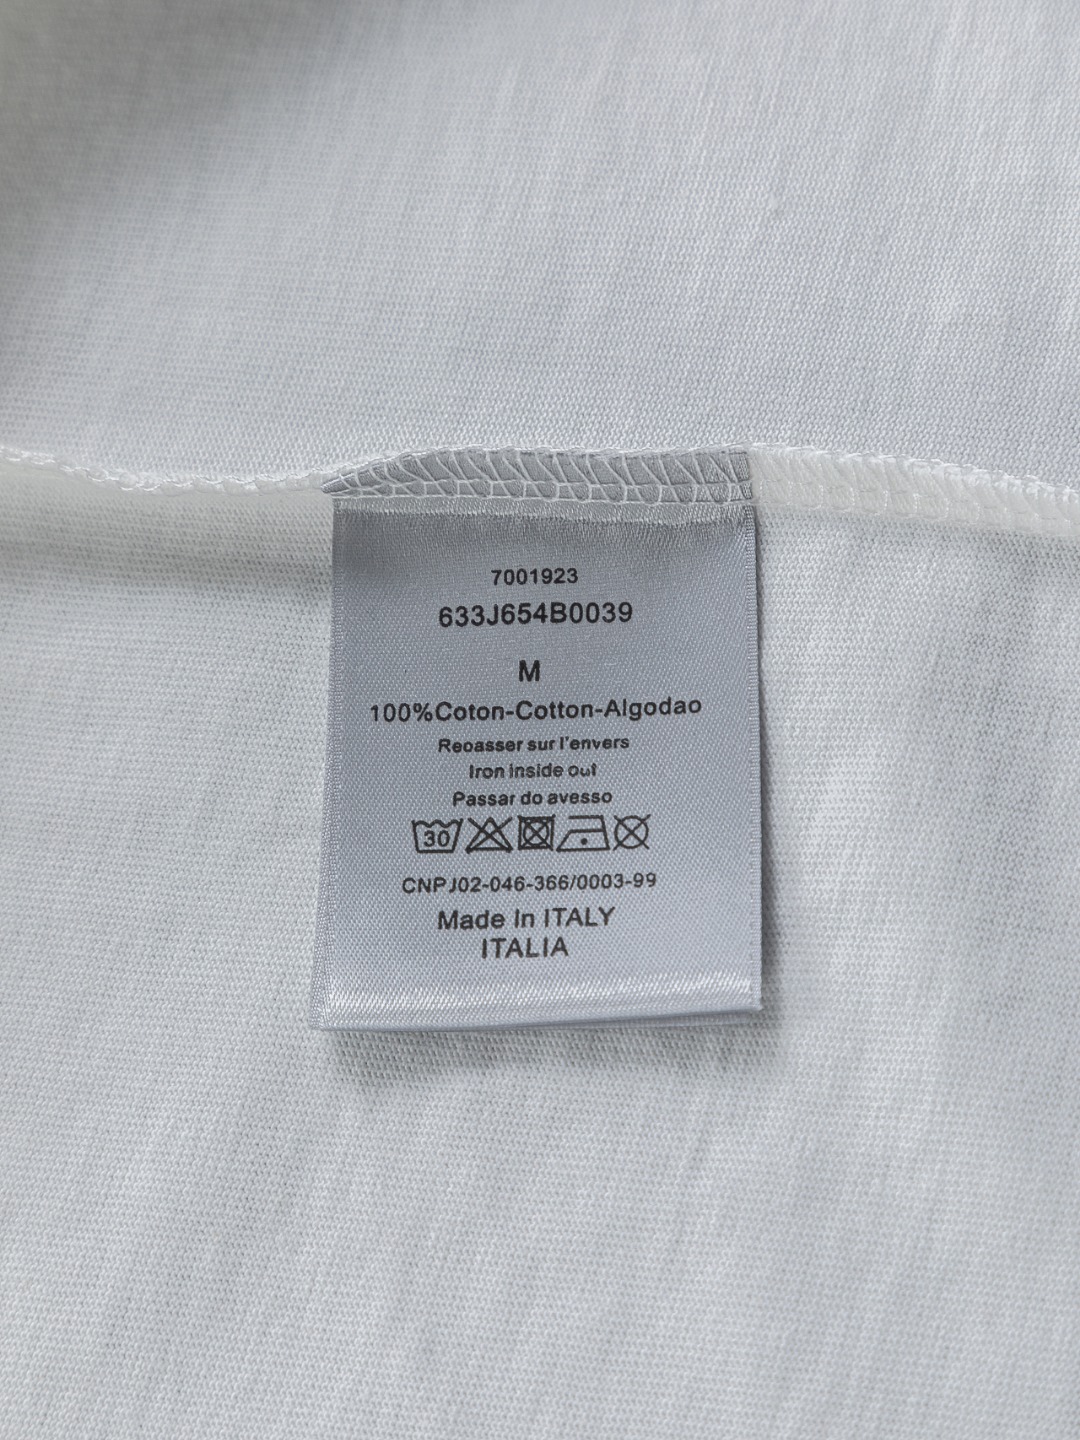 7001923
633J654B0039
M
100%Coton-Cotton-Algodao
Reoasser sur l'envers
Iron inside out
Passar do avesso
30
CNPJ02-046-366/0003-99
Made In ITALY
ITALIA